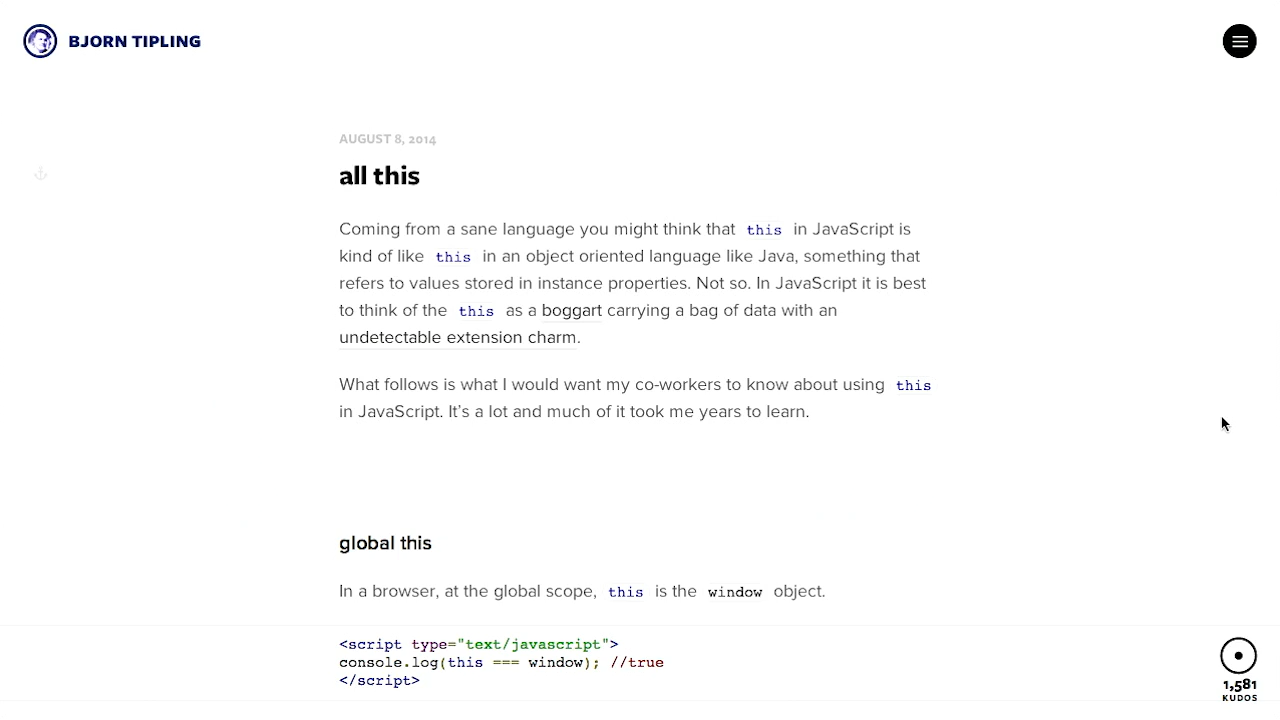 BJORN TIPLING
AUGUST 8, 2014
all this
Coming from a sane language you might think that this in JavaScript is
kind of like this in an object oriented language like Java, something that
refers to values stored in instance properties. Not so. In JavaScript it is best
to think of the this as a boggart carrying a bag of data with an
undetectable extension charm.
What follows is what I would want my co-workers to know about using this
in JavaScript. It’s a lot and much of it took me years to learn.
global this
In a browser, at the global scope, this is the window object.
<script type="text/javascript">
console.log(this === window); //true
</script>
1,581
KUDOS